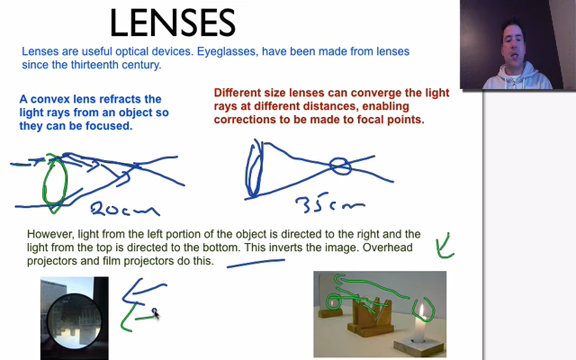 LENSES
Lenses are useful optical devices. Eyeglasses, have been made from lenses
since the thirteenth century.
A convex lens refracts the
light rays from an object so
they can be focused.
Different size lenses can converge the light
rays at different distances, enabling
corrections to be made to focal points.
20cm
35cm
However, light from the left portion of the object is directed to the right and the
light from the top is directed to the bottom. This inverts the image. Overhead
projectors and film projectors do this.